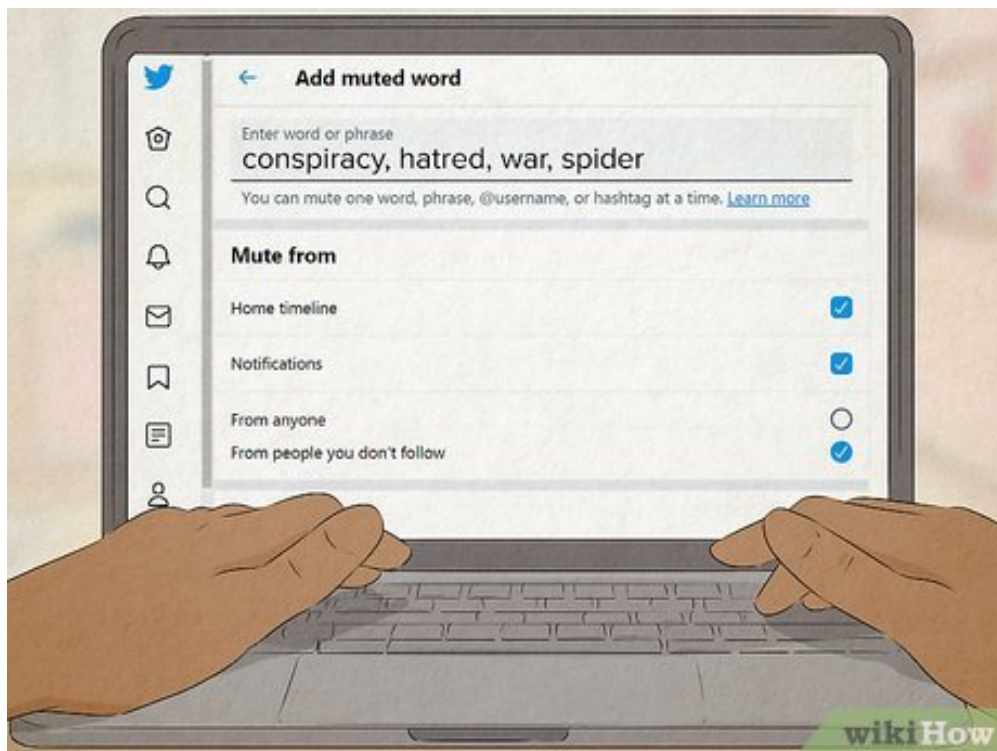 Add muted word
Enter word or phrase
conspiracy, hatred, war, spider
You can mute one word, phrase, @username, or hashtag at a time. Learn more
Mute from
Home timeline
Notifications
From anyone
From people you don't follow
wikiHow